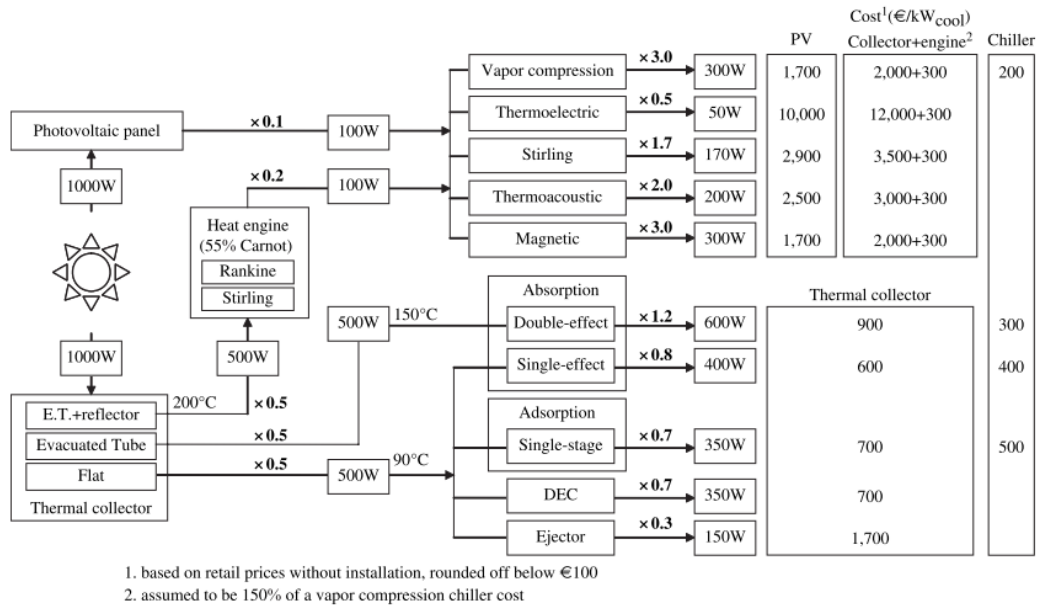 Cost¹(€/kWcool)
PV Collector+engine² Chiller
Vapor compression ×3.0 300W 1,700 2,000+300 200
Thermoelectric ×0.5 50W 10,000 12,000+300
Photovoltaic panel ×0.1 100W
Stirling ×1.7 170W 2,900 3,500+300
1000W ×0.2 100W
Thermoacoustic ×2.0 200W 2,500 3,000+300
Heat engine
(55% Carnot)
Magnetic ×3.0 300W 1,700 2,000+300
Rankine
Stirling
Absorption
Thermal collector
500W 150°C Double-effect ×1.2 600W 900 300
1000W 500W Single-effect ×0.8 400W 600 400
200°C
E.T.+reflector ×0.5
Adsorption
Evacuated Tube ×0.5
Single-stage ×0.7 350W 700 500
Flat ×0.5 500W 90°C
Thermal collector
DEC ×0.7 350W 700
Ejector ×0.3 150W 1,700
1. based on retail prices without installation, rounded off below €100
2. assumed to be 150% of a vapor compression chiller cost